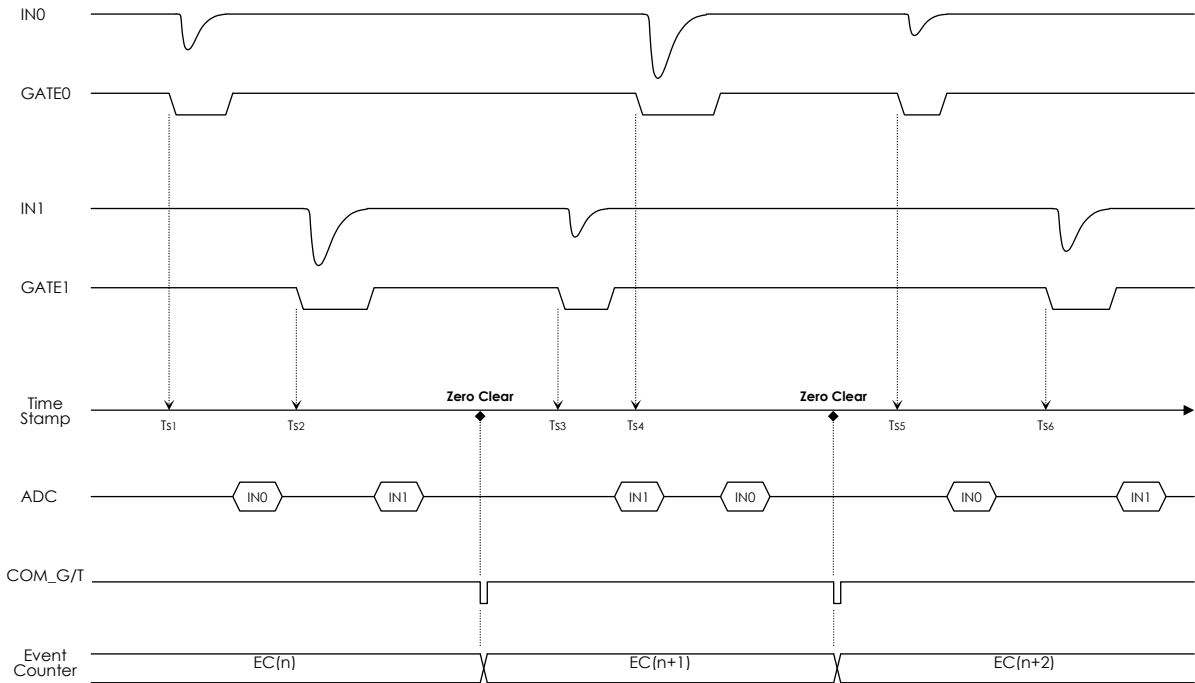 IN0
GATE0
IN1
GATE1
Zero Clear Zero Clear
Time
Stamp
Ts1 Ts2 Ts3 Ts4 Ts5 Ts6
ADC IN0 IN1 IN1 IN0 IN0 IN1
COM_G/T
Event
Counter
EC(n) EC(n+1) EC(n+2)